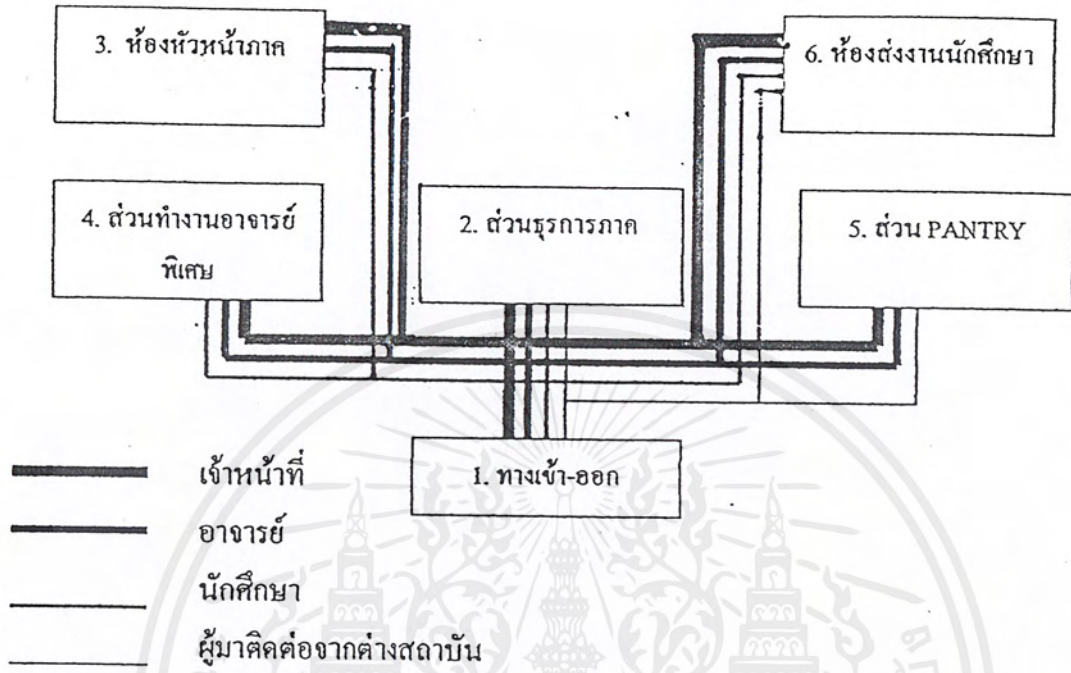 3. ห้องหัวหน้าภาค
6. ห้องส่งงานนักศึกษา
4. ส่วนทำงานอาจารย์
พิเศษ
2. ส่วนธุรการภาค
5. ส่วน PANTRY
1. ทางเข้า-ออก
เจ้าหน้าที่
อาจารย์
นักศึกษา
ผู้มาติดต่อจากต่างสถาบัน